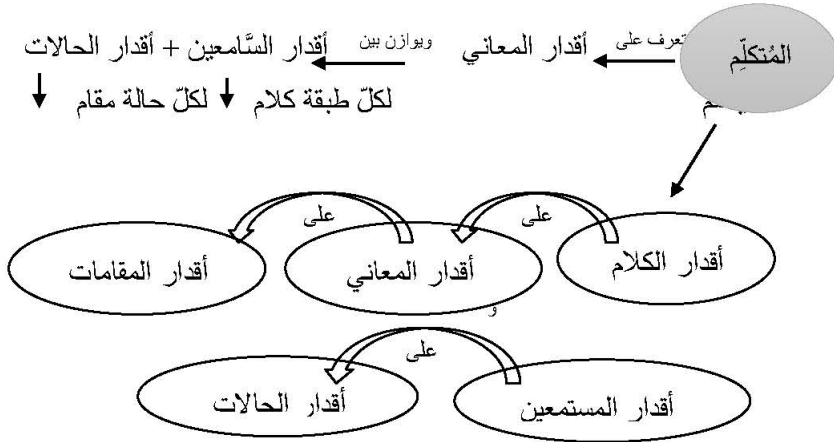 المُتكلِّم تعرف على أقدار المعاني ويوازن بين أقدار السَّامعين + أقدار الحالات
لكلّ طبقة كلام لكلّ حالة مقام
على على
أقدار الكلام أقدار المعاني أقدار المقامات
و
على
أقدار المستمعين أقدار الحالات